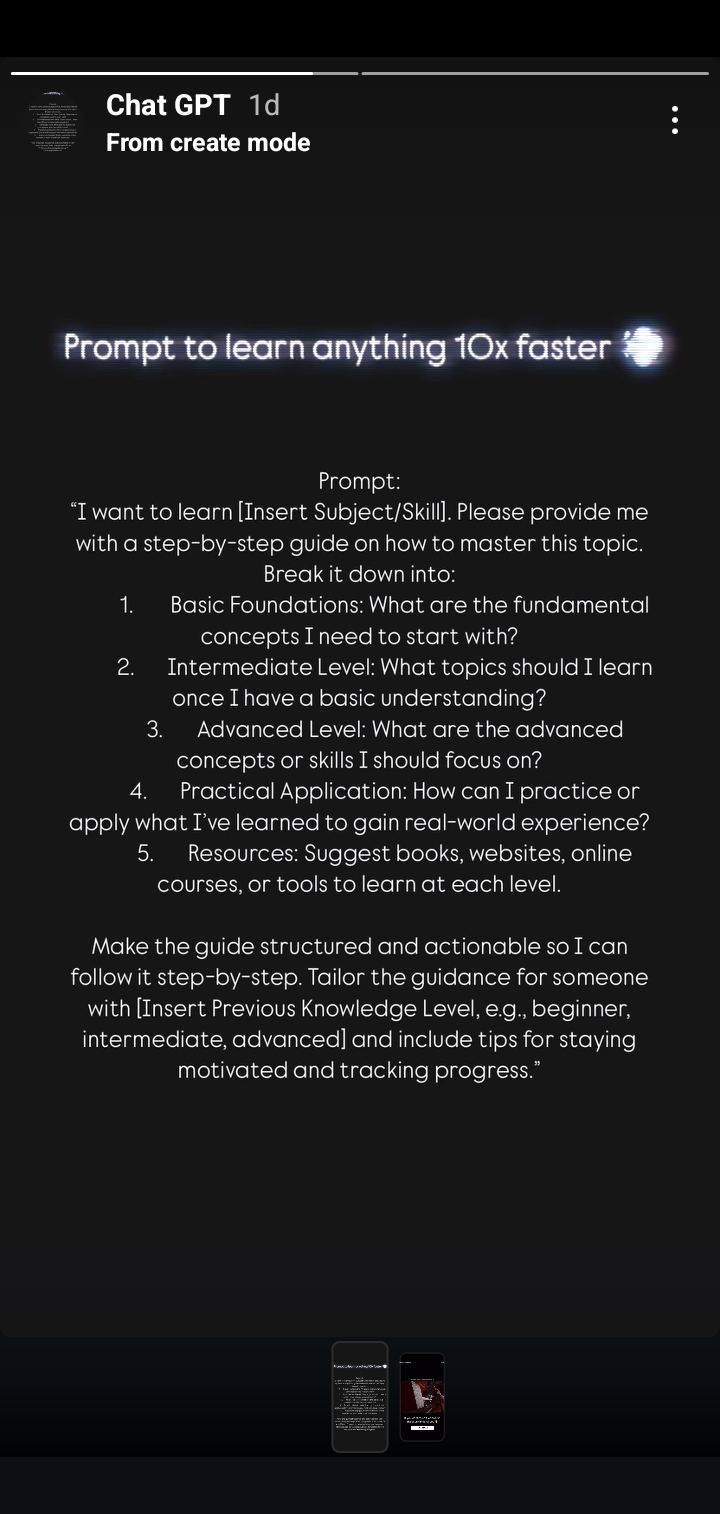 Chat GPT 1d
From create mode
Prompt to learn anything 10x faster
Prompt:
“I want to learn [Insert Subject/Skill]. Please provide me
with a step-by-step guide on how to master this topic.
Break it down into:
1. Basic Foundations: What are the fundamental
concepts I need to start with?
2. Intermediate Level: What topics should I learn
once I have a basic understanding?
3. Advanced Level: What are the advanced
concepts or skills I should focus on?
4. Practical Application: How can I practice or
apply what I’ve learned to gain real-world experience?
5. Resources: Suggest books, websites, online
courses, or tools to learn at each level.
Make the guide structured and actionable so I can
follow it step-by-step. Tailor the guidance for someone
with [Insert Previous Knowledge Level, e.g., beginner,
intermediate, advanced] and include tips for staying
motivated and tracking progress.”